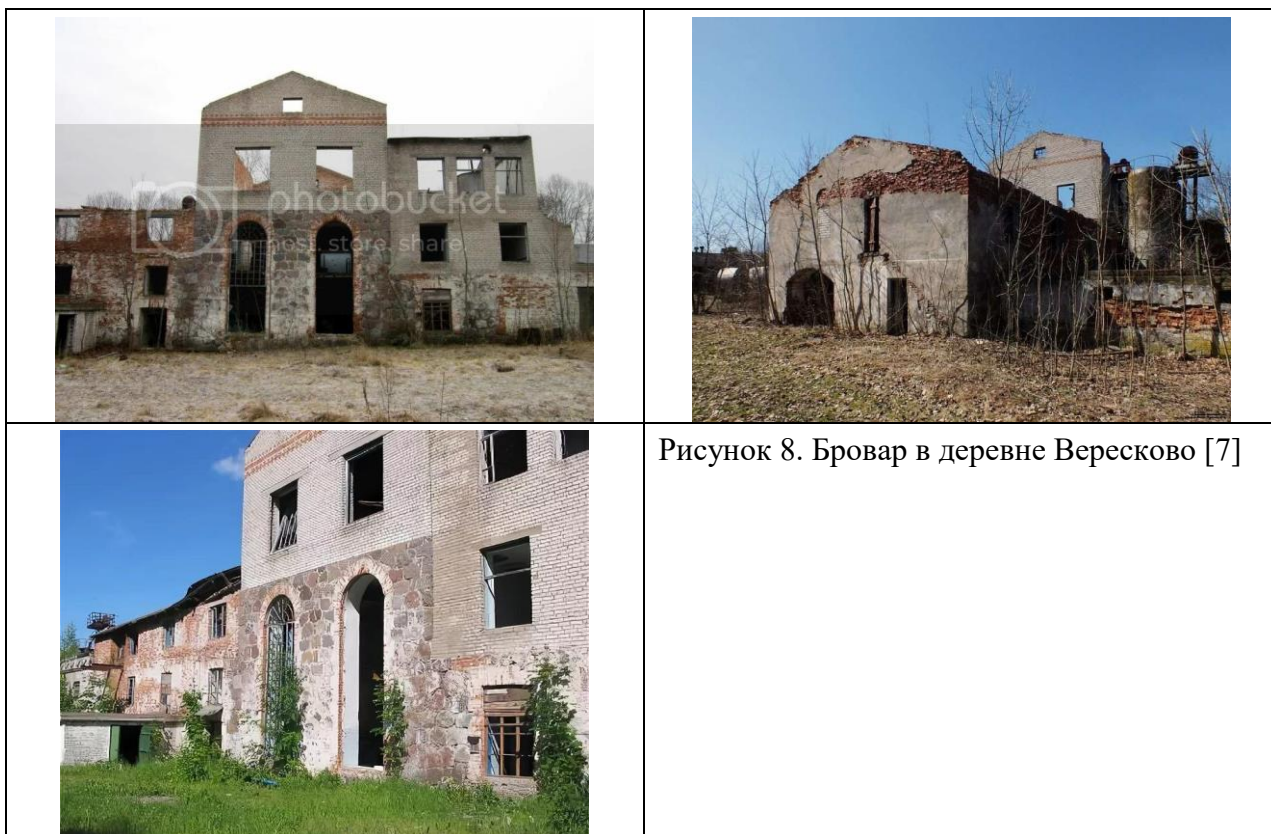 photobucket
host. store. share.
Рисунок 8. Бровар в деревне Вересково [7]